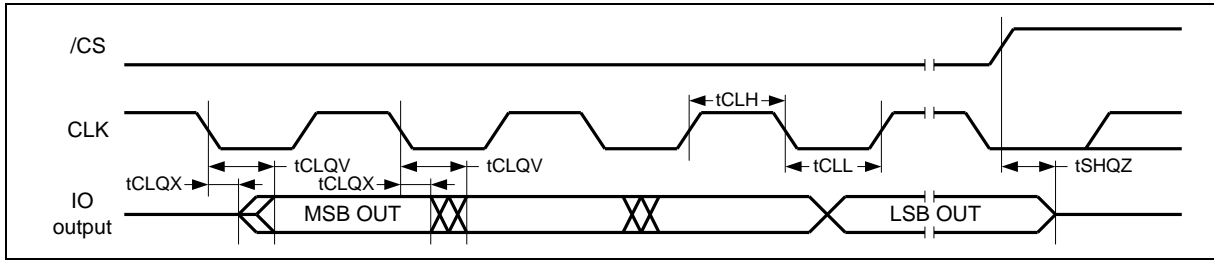 /CS
tCLH
CLK
tCLQV tCLQV tCLL tSHQZ
tCLQX tCLQX
IO
output
MSB OUT LSB OUT